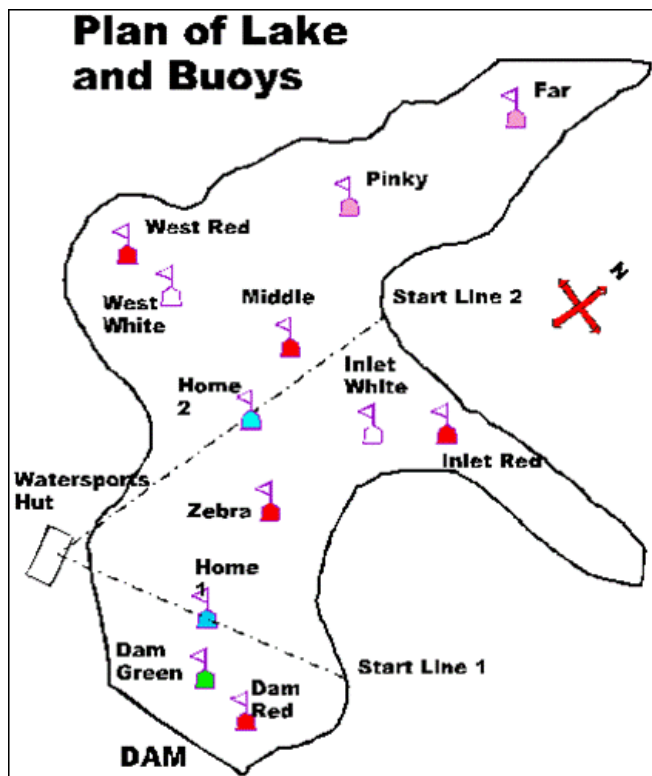 Plan of Lake
and Buoys
Far
Pinky
West Red
N
West
White
Middle
Start Line 2
Inlet
White
Home
2
Inlet Red
Watersports
Hut
Zebra
Home
1
Dam
Green
Start Line 1
Dam
Red
DAM